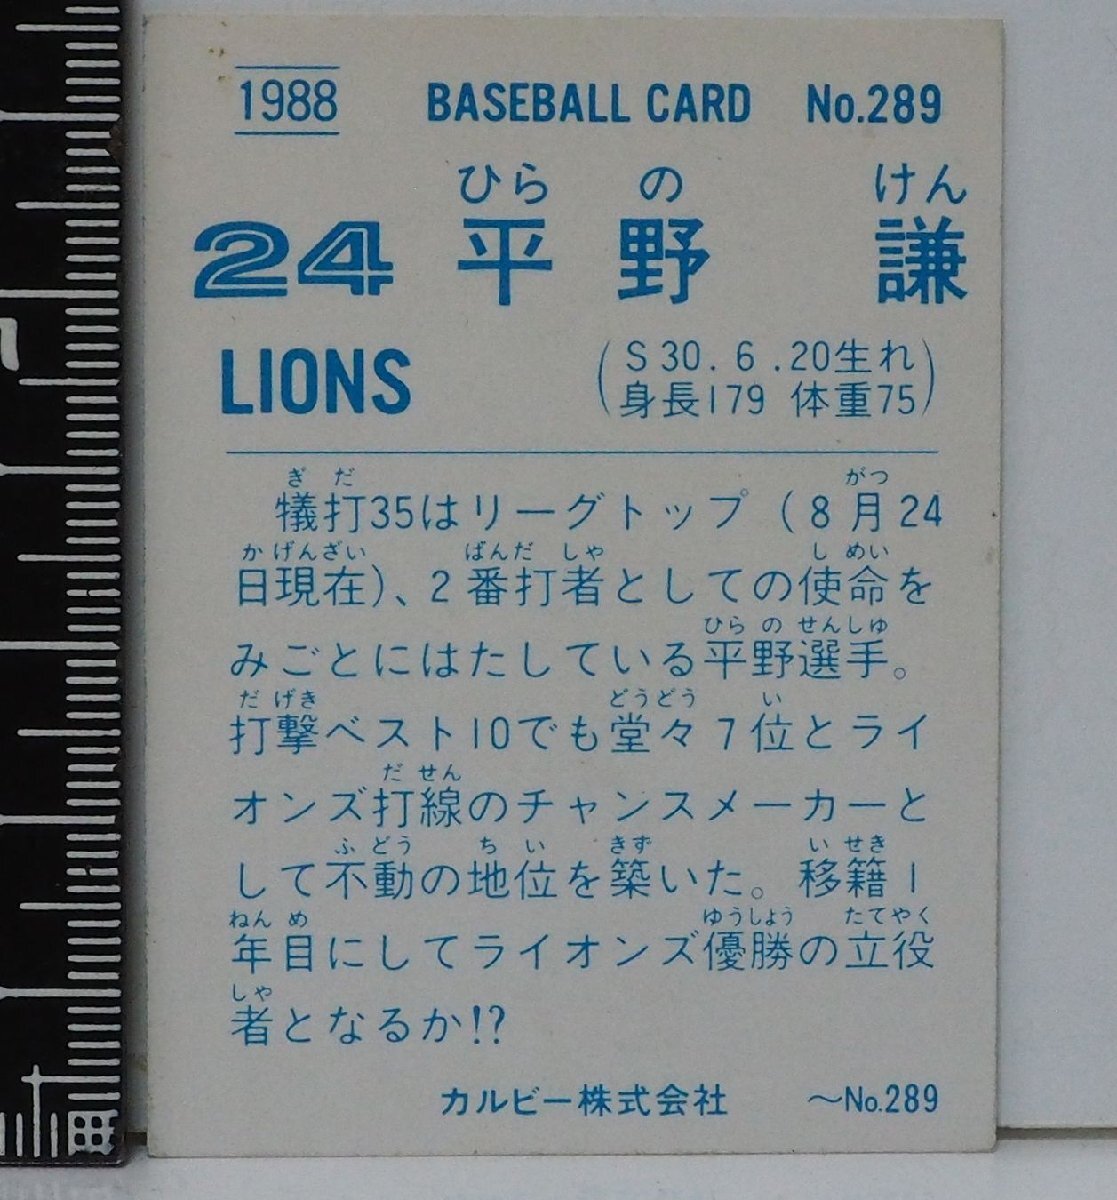 1988 BASEBALL CARD No.289
ひら の けん
24 平野 謙
LIONS
(S30.6.20生れ
身長179 体重75)
ぎ だ がつ
犠打35はリーグトップ(8月24
か げんざい ばんだ しゃ し めい
日現在)、2番打者としての使命を
ひら の せんしゅ
みごとにはたしている平野選手。
だ げき どうどう い
打撃ベスト10でも堂々7位とライ
だ せん
オンズ打線のチャンスメーカーと
ふ どう ち い きず い せき
して不動の地位を築いた。移籍1
ねん め ゆうしょう たてやく
年目にしてライオンズ優勝の立役
しゃ
者となるか!?
カルビー株式会社 〜No.289